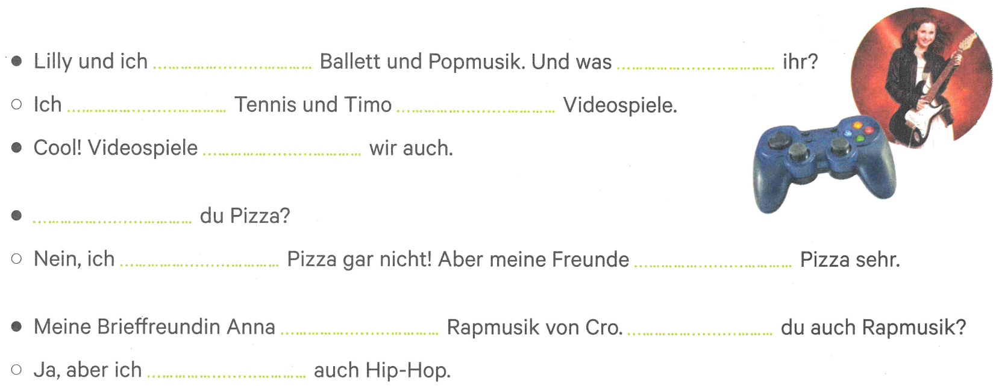 ● Lilly und ich ........................ Ballett und Popmusik. Und was ........................ ihr?
○ Ich ........................ Tennis und Timo ........................ Videospiele.
● Cool! Videospiele ........................ wir auch.
● ........................ du Pizza?
○ Nein, ich ........................ Pizza gar nicht! Aber meine Freunde ........................ Pizza sehr.
● Meine Brieffreundin Anna ........................ Rapmusik von Cro. ........................ du auch Rapmusik?
○ Ja, aber ich ........................ auch Hip-Hop.